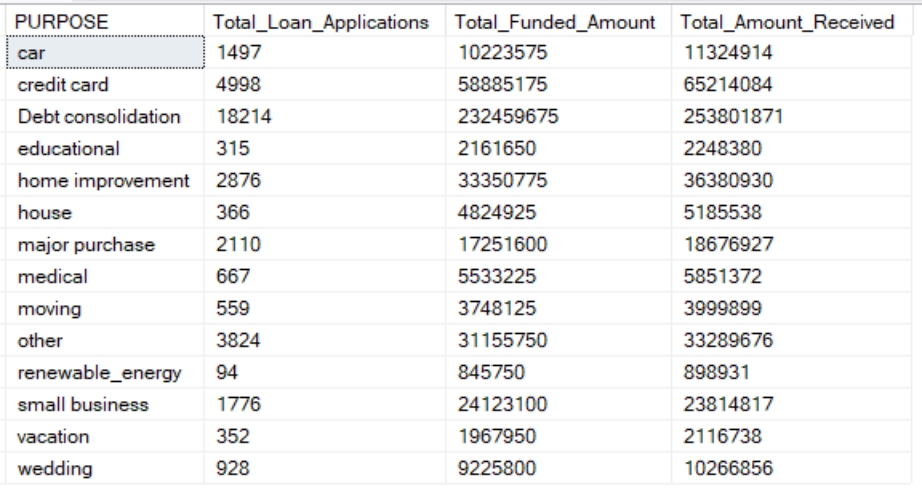 PURPOSE Total_Loan_Applications Total_Funded_Amount Total_Amount_Received
car 1497 10223575 11324914
credit card 4998 58885175 65214084
Debt consolidation 18214 232459675 253801871
educational 315 2161650 2248380
home improvement 2876 33350775 36380930
house 366 4824925 5185538
major purchase 2110 17251600 18676927
medical 667 5533225 5851372
moving 559 3748125 3999899
other 3824 31155750 33289676
renewable_energy 94 845750 898931
small business 1776 24123100 23814817
vacation 352 1967950 2116738
wedding 928 9225800 10266856